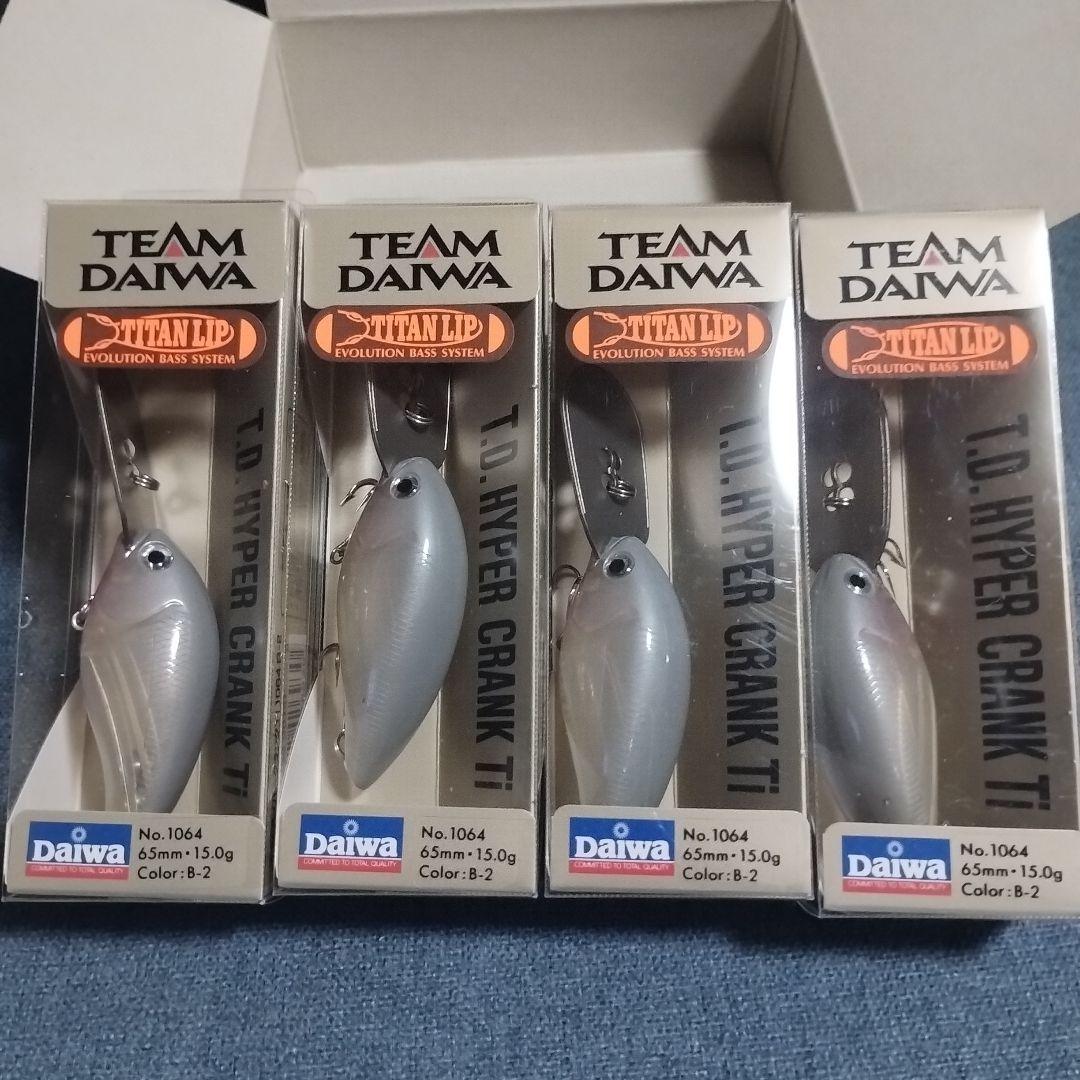 TEAM
DAIWA
TITAN LIP
EVOLUTION BASS SYSTEM
T.D.HYPER CRANK Ti
Daiwa
COMMITTED TO TOTAL QUALITY
No.1064
65mm・15.0g
Color:B-2
TEAM
DAIWA
TITAN LIP
EVOLUTION BASS SYSTEM
T.D.HYPER CRANK Ti
Daiwa
COMMITTED TO TOTAL QUALITY
No.1064
65mm・15.0g
Color:B-2
TEAM
DAIWA
TITAN LIP
EVOLUTION BASS SYSTEM
T.D.HYPER CRANK Ti
Daiwa
COMMITTED TO TOTAL QUALITY
No.1064
65mm・15.0g
Color:B-2
TEAM
DAIWA
TITAN LIP
EVOLUTION BASS SYSTEM
T.D.HYPER CRANK Ti
Daiwa
COMMITTED TO TOTAL QUALITY
No.1064
65mm・15.0g
Color:B-2